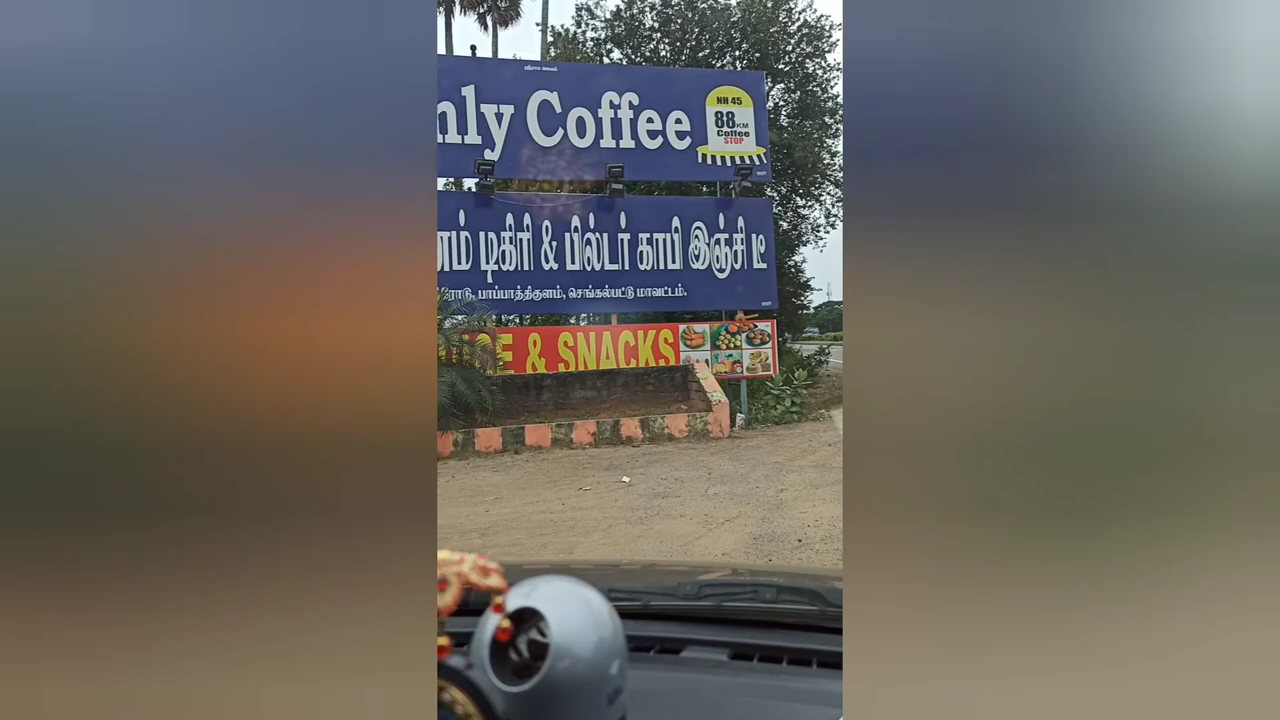 nly Coffee
NH 45
88 KM
Coffee
STOP
னம் டிகிரி & பில்டர் காபி இஞ்சி டீ
ரோடு, பாப்பாத்திகுளம், செங்கல்பட்டு மாவட்டம்.
& SNACKS